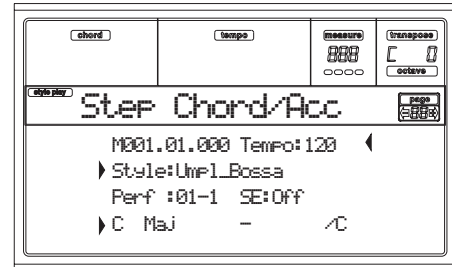 chord tempo measure transpose
888 C 0
octave
style play Step Chord/Acc page
88
M001.01.000 Tempo:120
Style:Umpl_Bossa
Perf :01-1 SE:Off
C Maj - /C